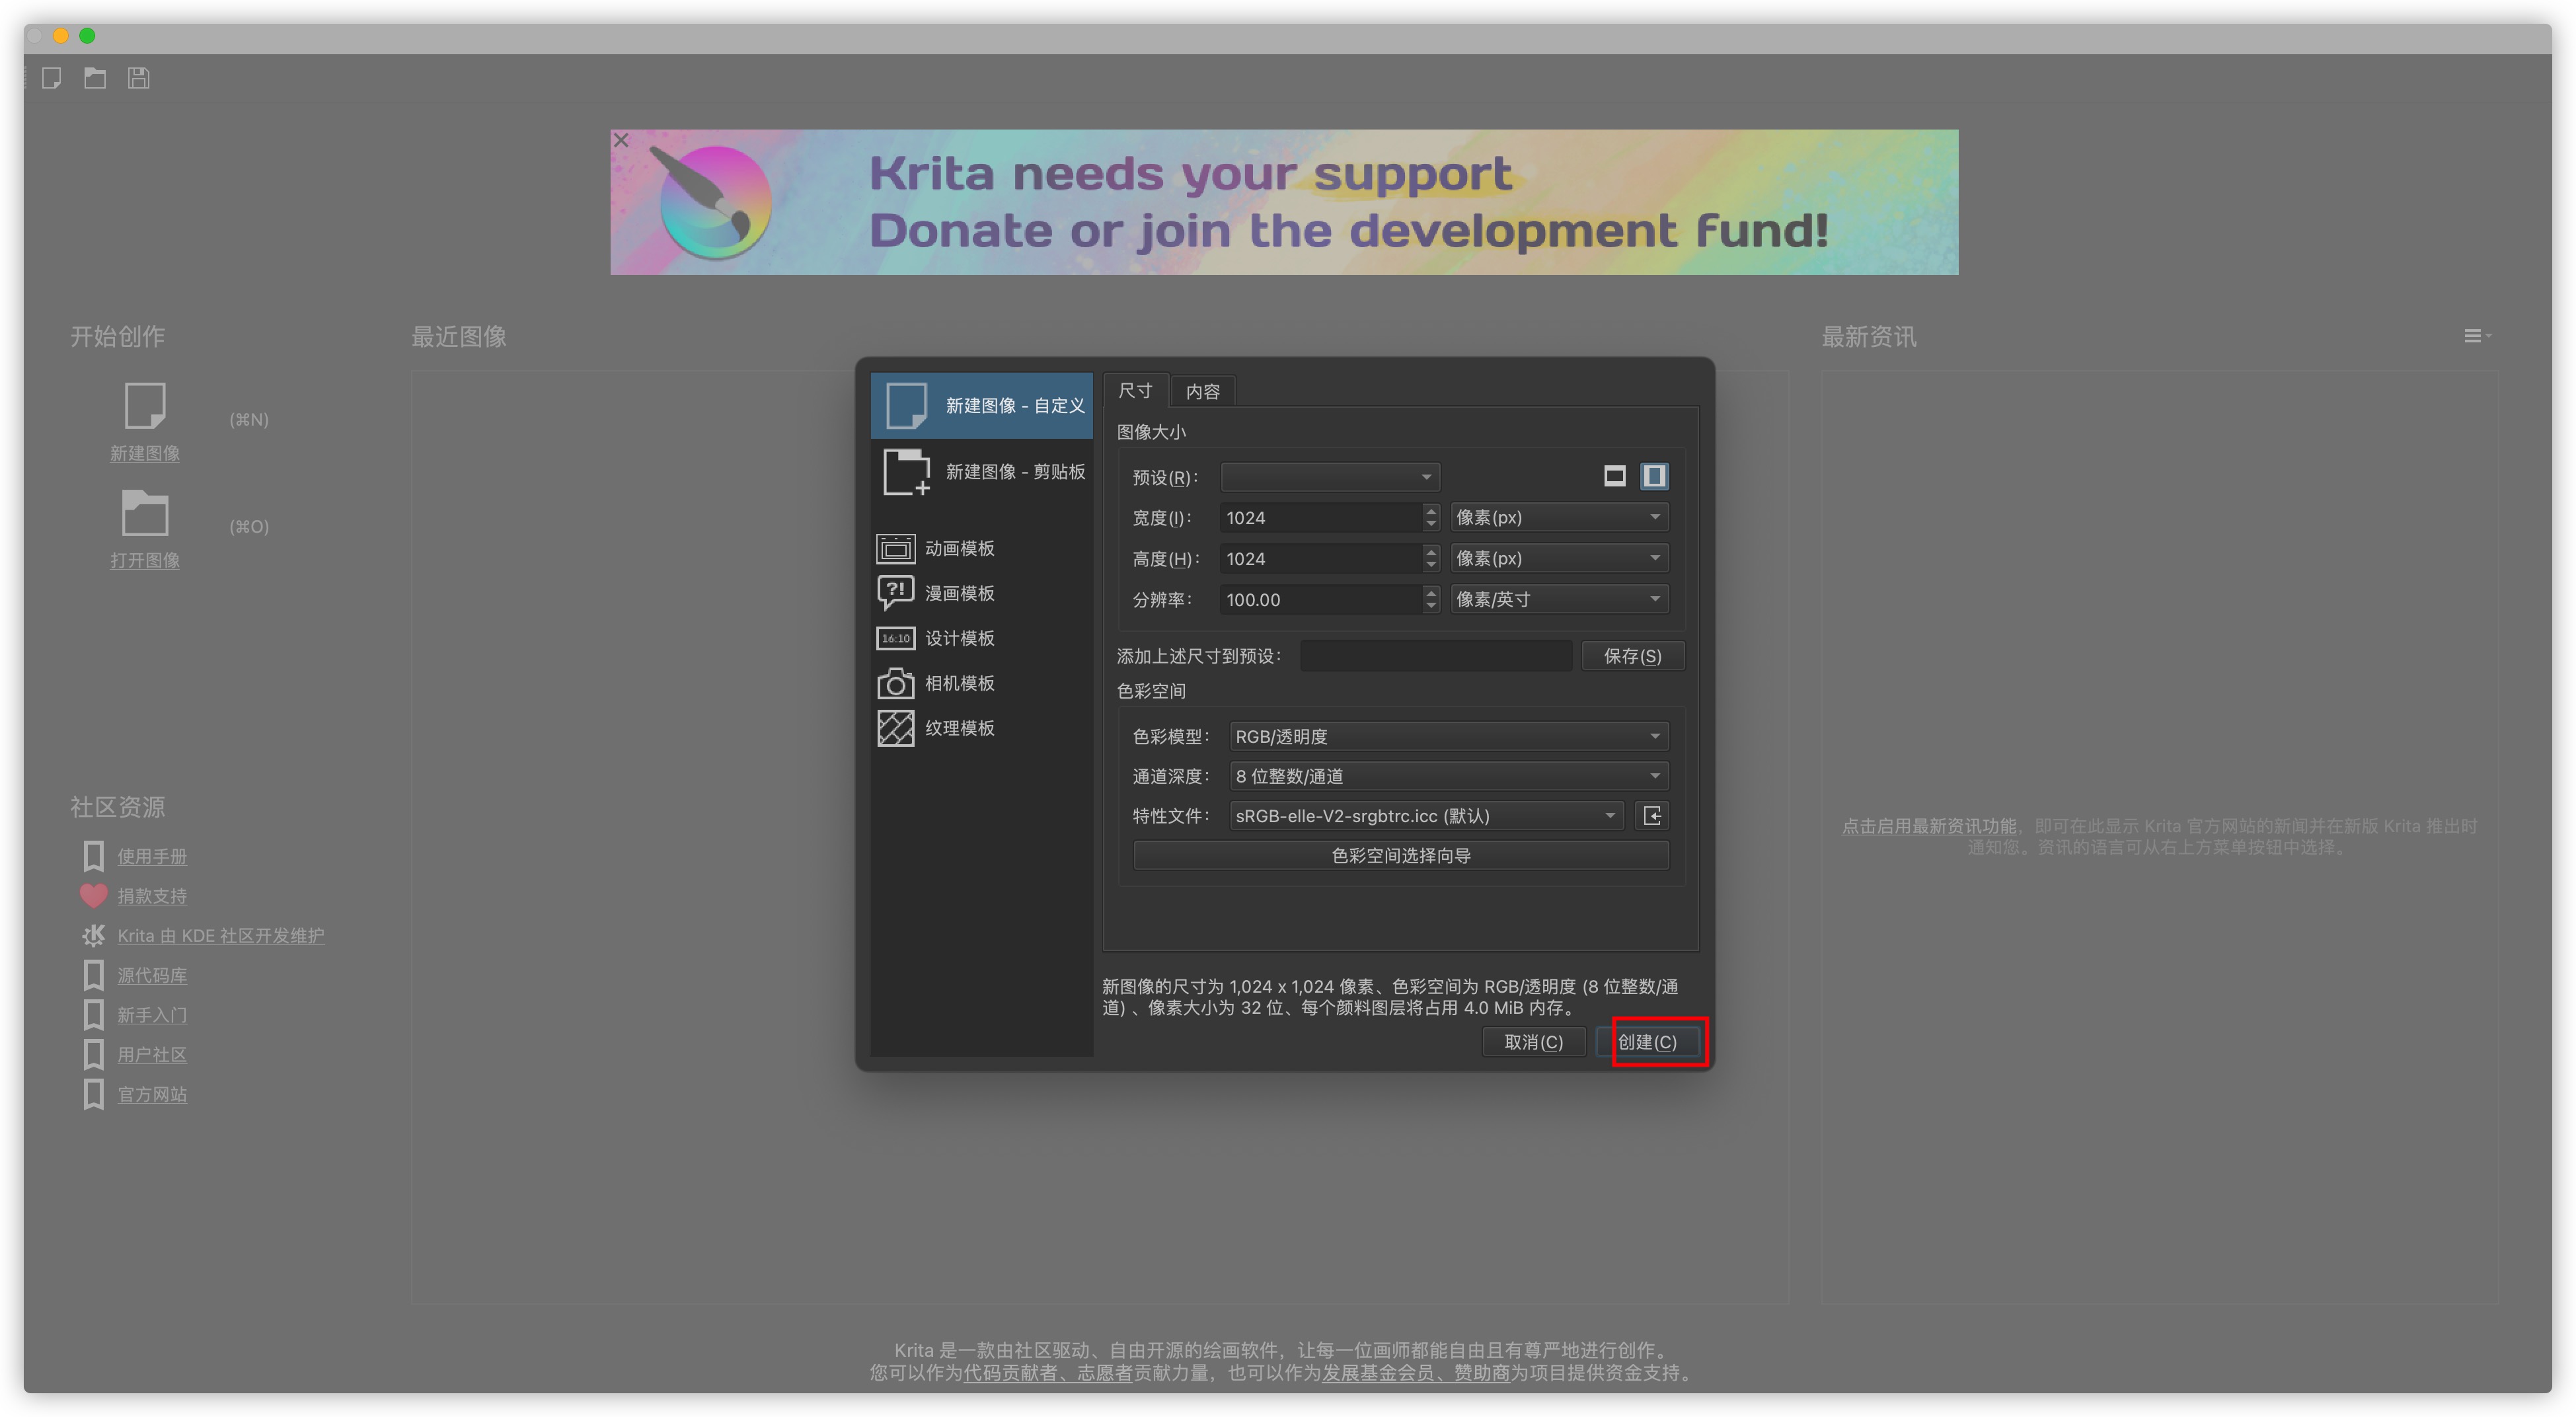 Krita needs your support
Donate or join the development fund!
开始创作
新建图像
(⌘N)
打开图像
(⌘O)
社区资源
使用手册
捐款支持
Krita 由 KDE 社区开发维护
源代码库
新手入门
用户社区
官方网站
最近图像
新建图像 - 自定义
新建图像 - 剪贴板
动画模板
?!
漫画模板
16:10
设计模板
相机模板
纹理模板
尺寸
内容
图像大小
预设(R)：
宽度(I)： 1024 像素(px)
高度(H)： 1024 像素(px)
分辨率： 100.00 像素/英寸
添加上述尺寸到预设： 保存(S)
色彩空间
色彩模型： RGB/透明度
通道深度： 8 位整数/通道
特性文件： sRGB-elle-V2-srgbtrc.icc (默认)
色彩空间选择向导
新图像的尺寸为 1,024 x 1,024 像素、色彩空间为 RGB/透明度 (8 位整数/通
道) 、像素大小为 32 位、每个颜料图层将占用 4.0 MiB 内存。
取消(C)
创建(C)
最新资讯
点击启用最新资讯功能，即可在此显示 Krita 官方网站的新闻并在新版 Krita 推出时
通知您。资讯的语言可从右上方菜单按钮中选择。
Krita 是一款由社区驱动、自由开源的绘画软件，让每一位画师都能自由且有尊严地进行创作。
您可以作为代码贡献者、志愿者贡献力量，也可以作为发展基金会员、赞助商为项目提供资金支持。